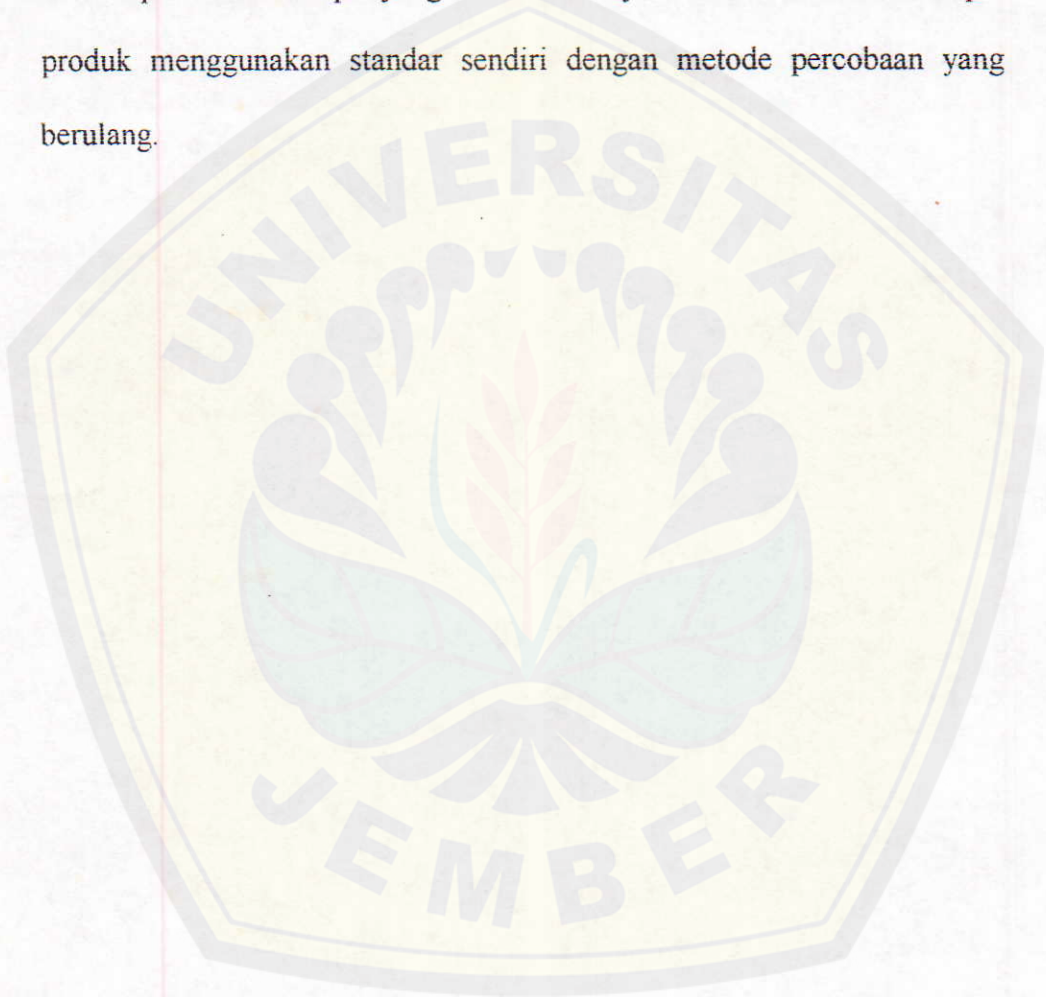 produk menggunakan standar sendiri dengan metode percobaan yang
berulang.
UNIVERSITAS
JEMBER